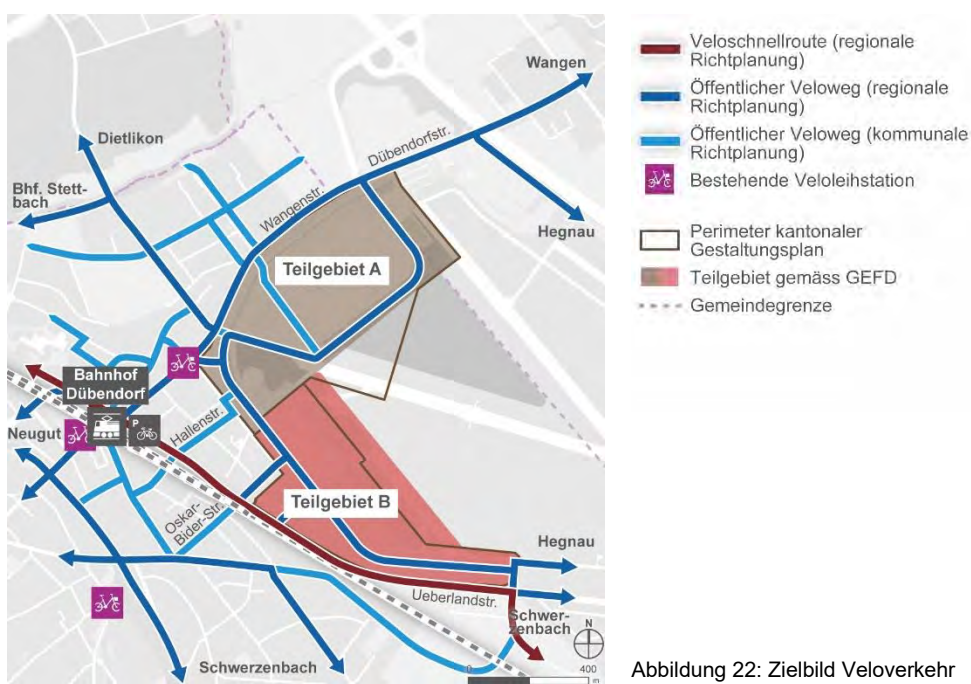 Wangen
Dübendorfstr.
Dietlikon
Wangenstr.
Bhf. Stett-
bach
Hegnau
Teilgebiet A
Bahnhof
Dübendorf
P
Hallenstr.
Neugut
Teilgebiet B
Oskar-
Bider-Str.
Hegnau
Ueberlandstr.
Schwer-
zenbach
N
Schwerzenbach
0
400
m
Veloschnellroute (regionale
Richtplanung)
Öffentlicher Veloweg (regionale
Richtplanung)
Öffentlicher Veloweg (kommunale
Richtplanung)
Bestehende Veloleihstation
Perimeter kantonaler
Gestaltungsplan
Teilgebiet gemäss GEFD
Gemeindegrenze
Abbildung 22: Zielbild Veloverkehr